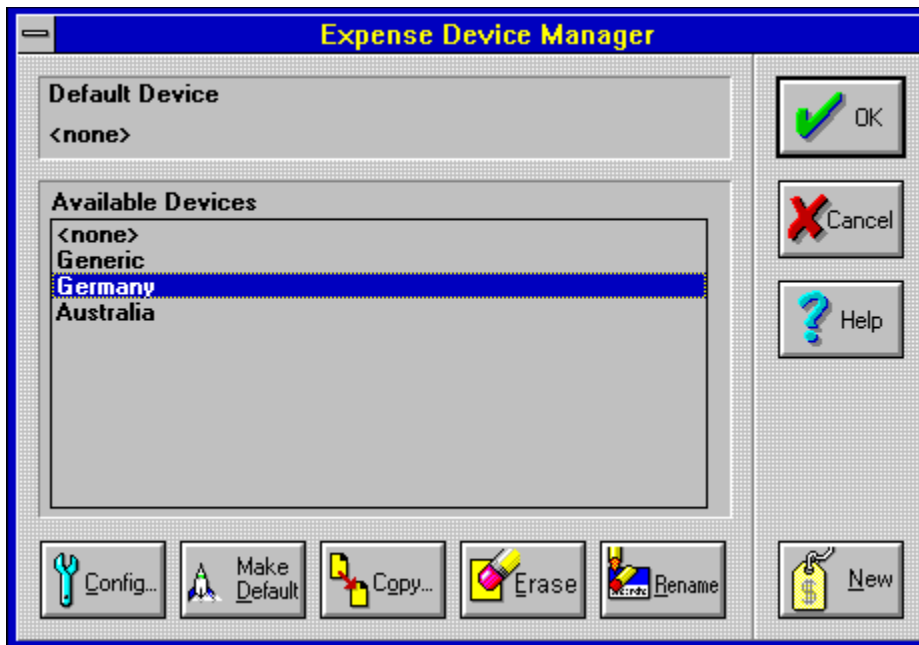 Expense Device Manager
Default Device
<none>
OK
Available Devices
<none>
Generic
Germany
Australia
Cancel
Help
Config...
Make
Default
Copy...
Erase
Rename
$
New